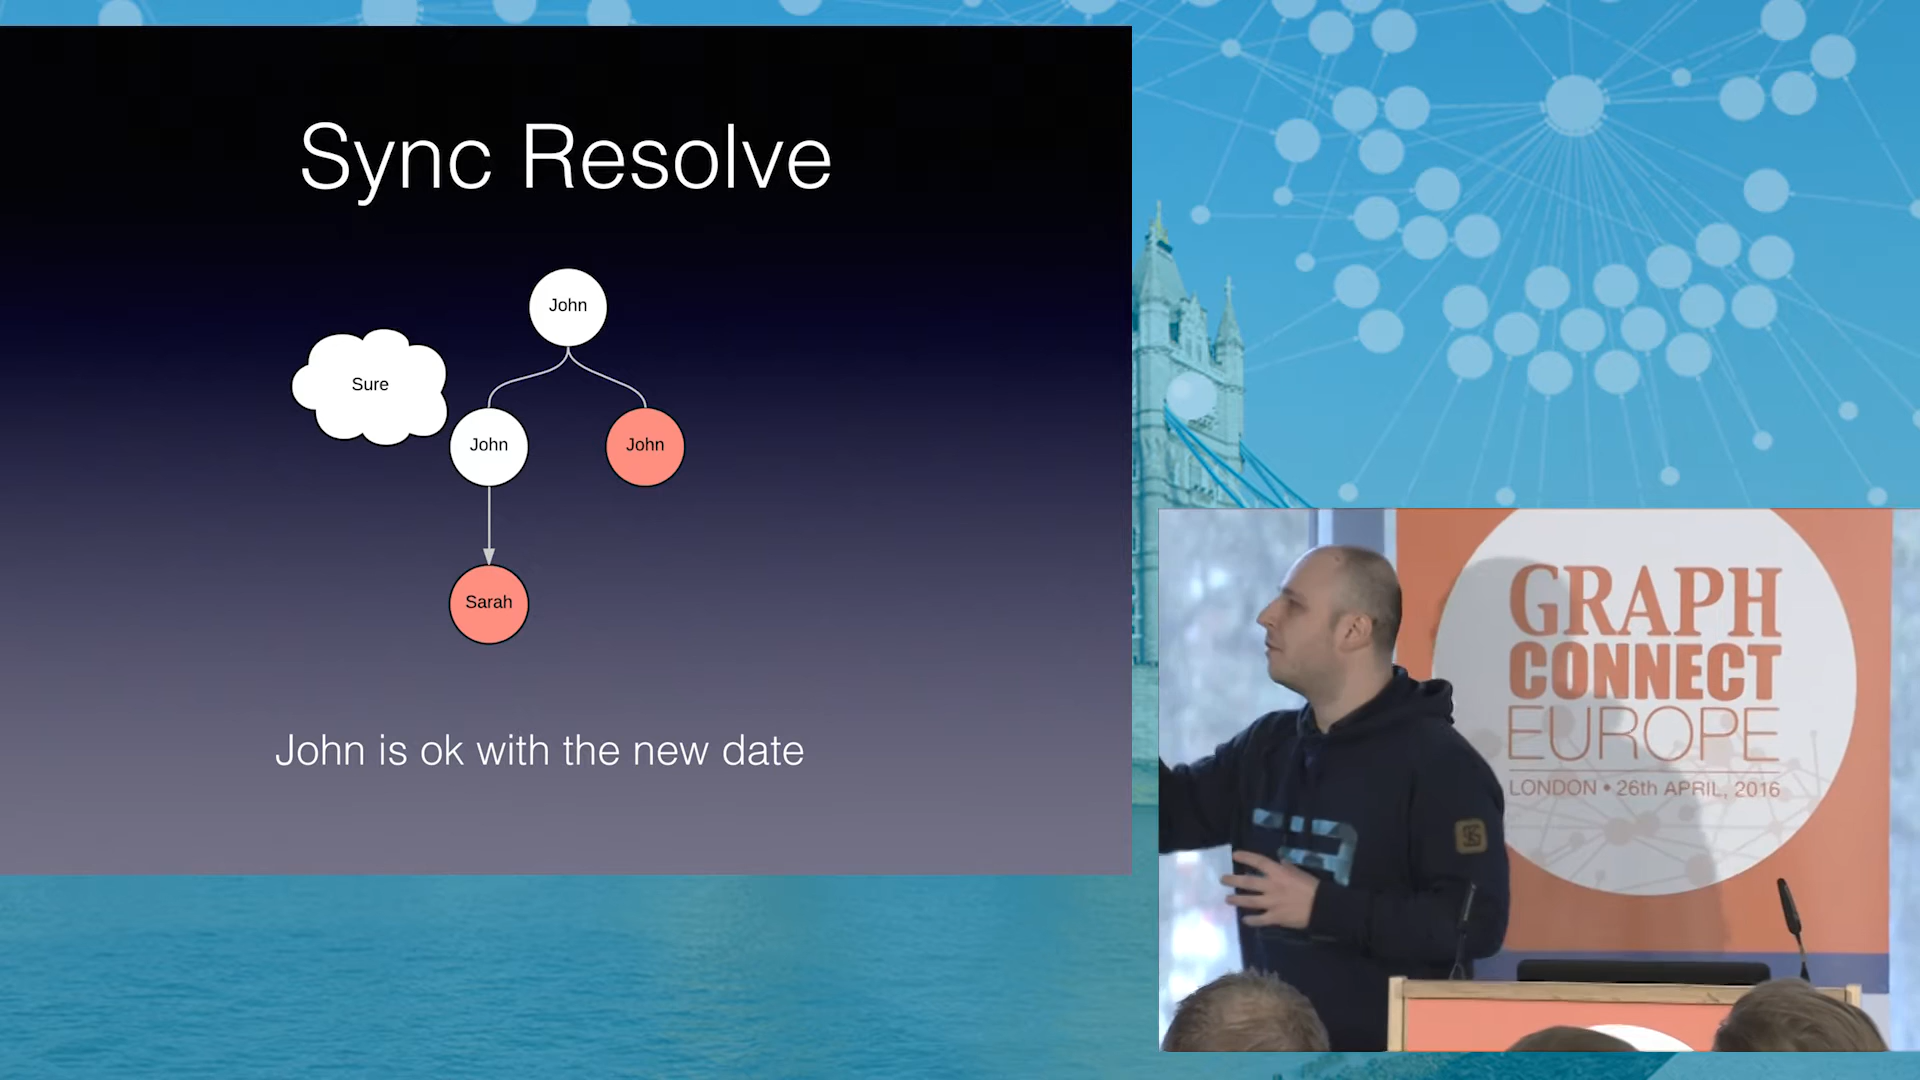 Sync Resolve
John
Sure
John
John
Sarah
John is ok with the new date
GRAPH
CONNECT
EUROPE
LONDON • 26th APRIL, 2016